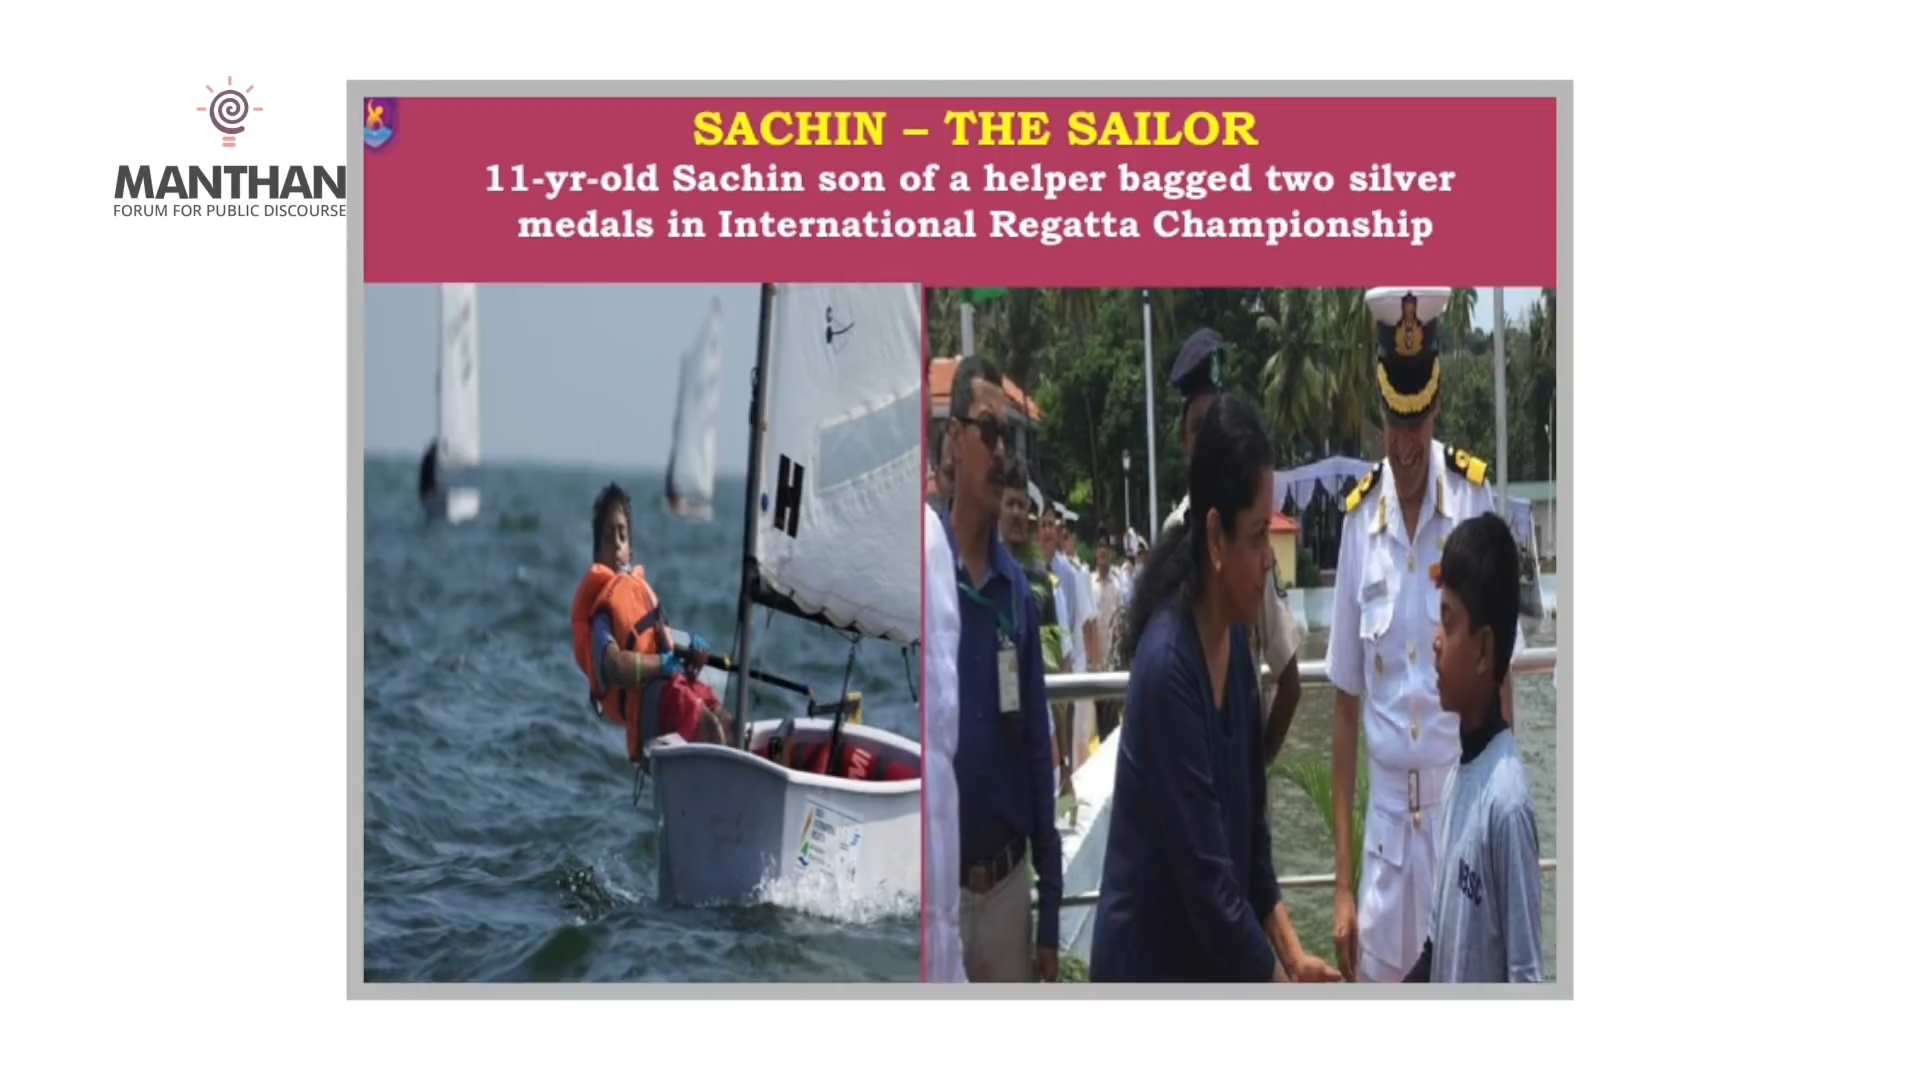 MANTHAN
FORUM FOR PUBLIC DISCOURSE
SACHIN – THE SAILOR
11-yr-old Sachin son of a helper bagged two silver
medals in International Regatta Championship
H